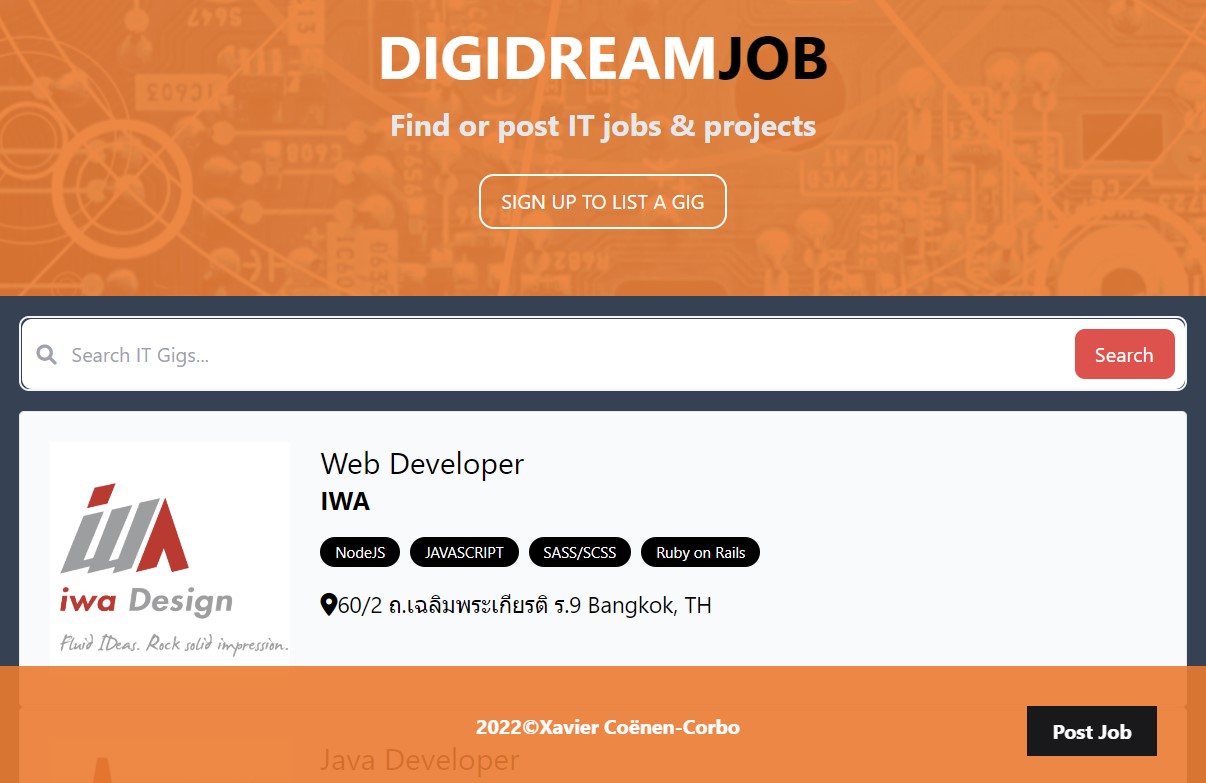 DIGIDREAMJOB
Find or post IT jobs & projects
SIGN UP TO LIST A GIG
Search IT Gigs...
Search
iwa Design
Fluid IDeas. Rock solid impression.
Web Developer
IWA
NodeJS JAVASCRIPT SASS/SCSS Ruby on Rails
60/2 ถ.เฉลิมพระเกียรติ ร.9 Bangkok, TH
2022©Xavier Coënen-Corbo
Post Job
Java Developer